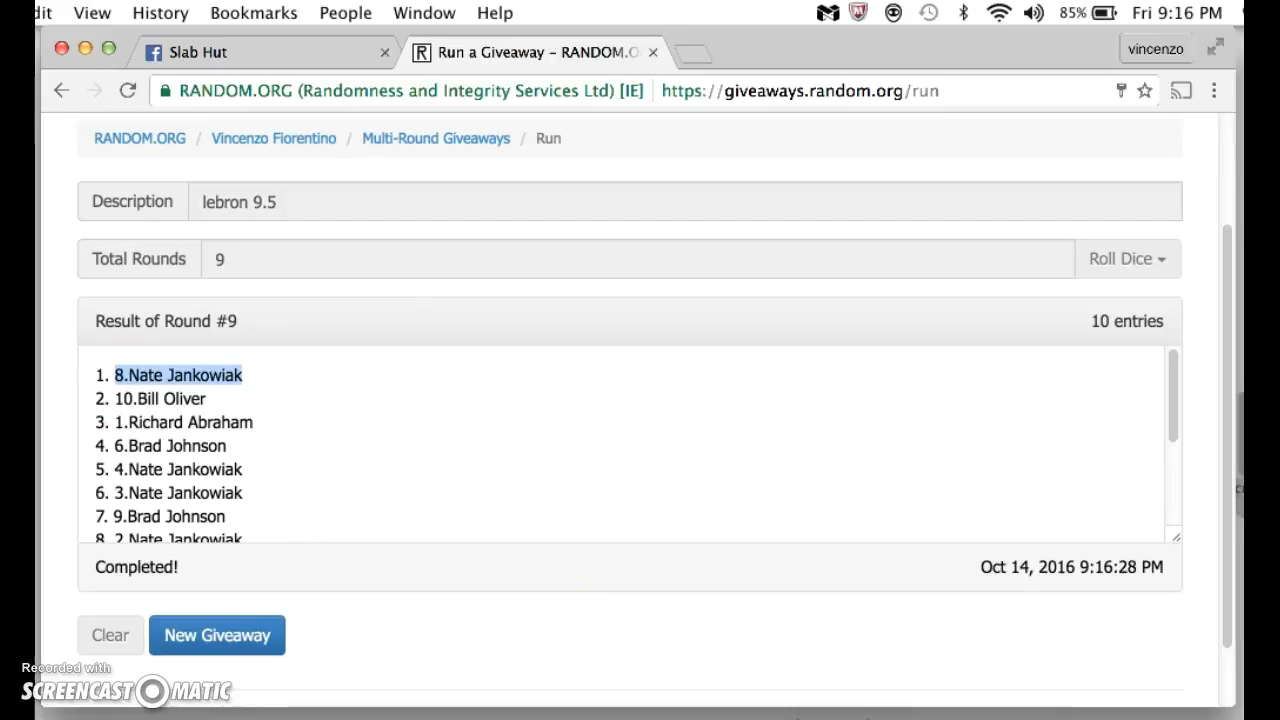 dit View History Bookmarks People Window Help 85% Fri 9:16 PM
Slab Hut Run a Giveaway – RANDOM.O vincenzo
RANDOM.ORG (Randomness and Integrity Services Ltd) [IE] https://giveaways.random.org/run
RANDOM.ORG / Vincenzo Fiorentino / Multi-Round Giveaways / Run
Description lebron 9.5
Total Rounds 9 Roll Dice
Result of Round #9 10 entries
1. 8.Nate Jankowiak
2. 10.Bill Oliver
3. 1.Richard Abraham
4. 6.Brad Johnson
5. 4.Nate Jankowiak
6. 3.Nate Jankowiak
7. 9.Brad Johnson
8. 2.Nate Jankowiak
Completed! Oct 14, 2016 9:16:28 PM
Clear New Giveaway
Recorded with
SCREENCAST-O-MATIC